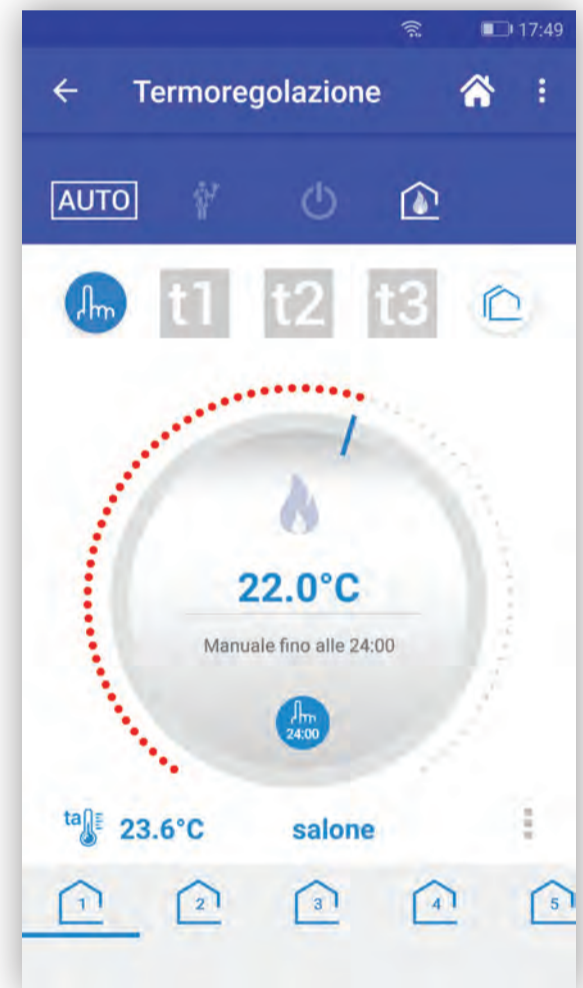 17:49
Termoregolazione
AUTO
t1 t2 t3
22.0°C
Manuale fino alle 24:00
24:00
ta 23.6°C salone
1 2 3 4 5